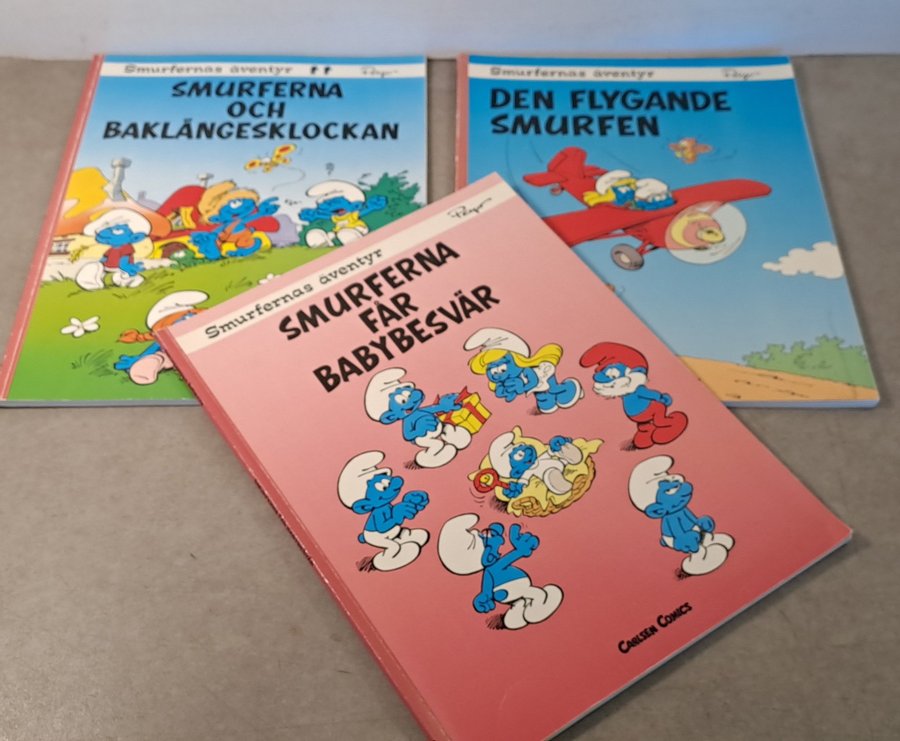 Smurfernas äventyr
Peyo
SMURFERNA
OCH
BAKLÄNGESKLOCKAN
?
Smurfernas äventyr
Peyo
DEN FLYGANDE
SMURFEN
Smurfernas äventyr
Peyo
SMURFERNA
FÅR
BABYBESVÄR
CARLSEN COMICS